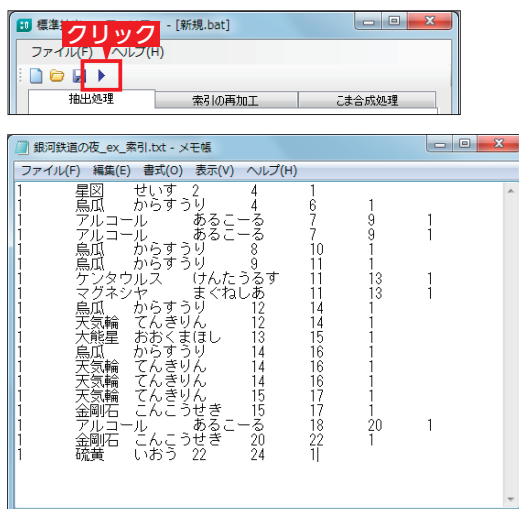 標準 - [新規.bat]
クリック
ファイル(F) ヘルプ(H)
抽出処理 索引の再加工 こま合成処理
銀河鉄道の夜_ex_索引.txt - メモ帳
ファイル(F) 編集(E) 書式(O) 表示(V) ヘルプ(H)
1 星図 せいず 2 4 1
1 烏瓜 からすうり 4 6 1
1 アルコール あるこーる 7 9 1
1 アルコール あるこーる 7 9 1
1 烏瓜 からすうり 8 10 1
1 烏瓜 からすうり 9 11 1
1 ケンタウルス けんたうるす 11 13 1
1 マグネシヤ まぐねしあ 11 13 1
1 烏瓜 からすうり 12 14 1
1 天気輪 てんきりん 12 14 1
1 大熊星 おおくまほし 13 15 1
1 烏瓜 からすうり 14 16 1
1 天気輪 てんきりん 14 16 1
1 天気輪 てんきりん 14 16 1
1 天気輪 てんきりん 15 17 1
1 金剛石 こんこうせき 15 17 1
1 アルコール あるこーる 18 20 1
1 金剛石 こんこうせき 20 22 1
1 硫黄 いおう 22 24 1